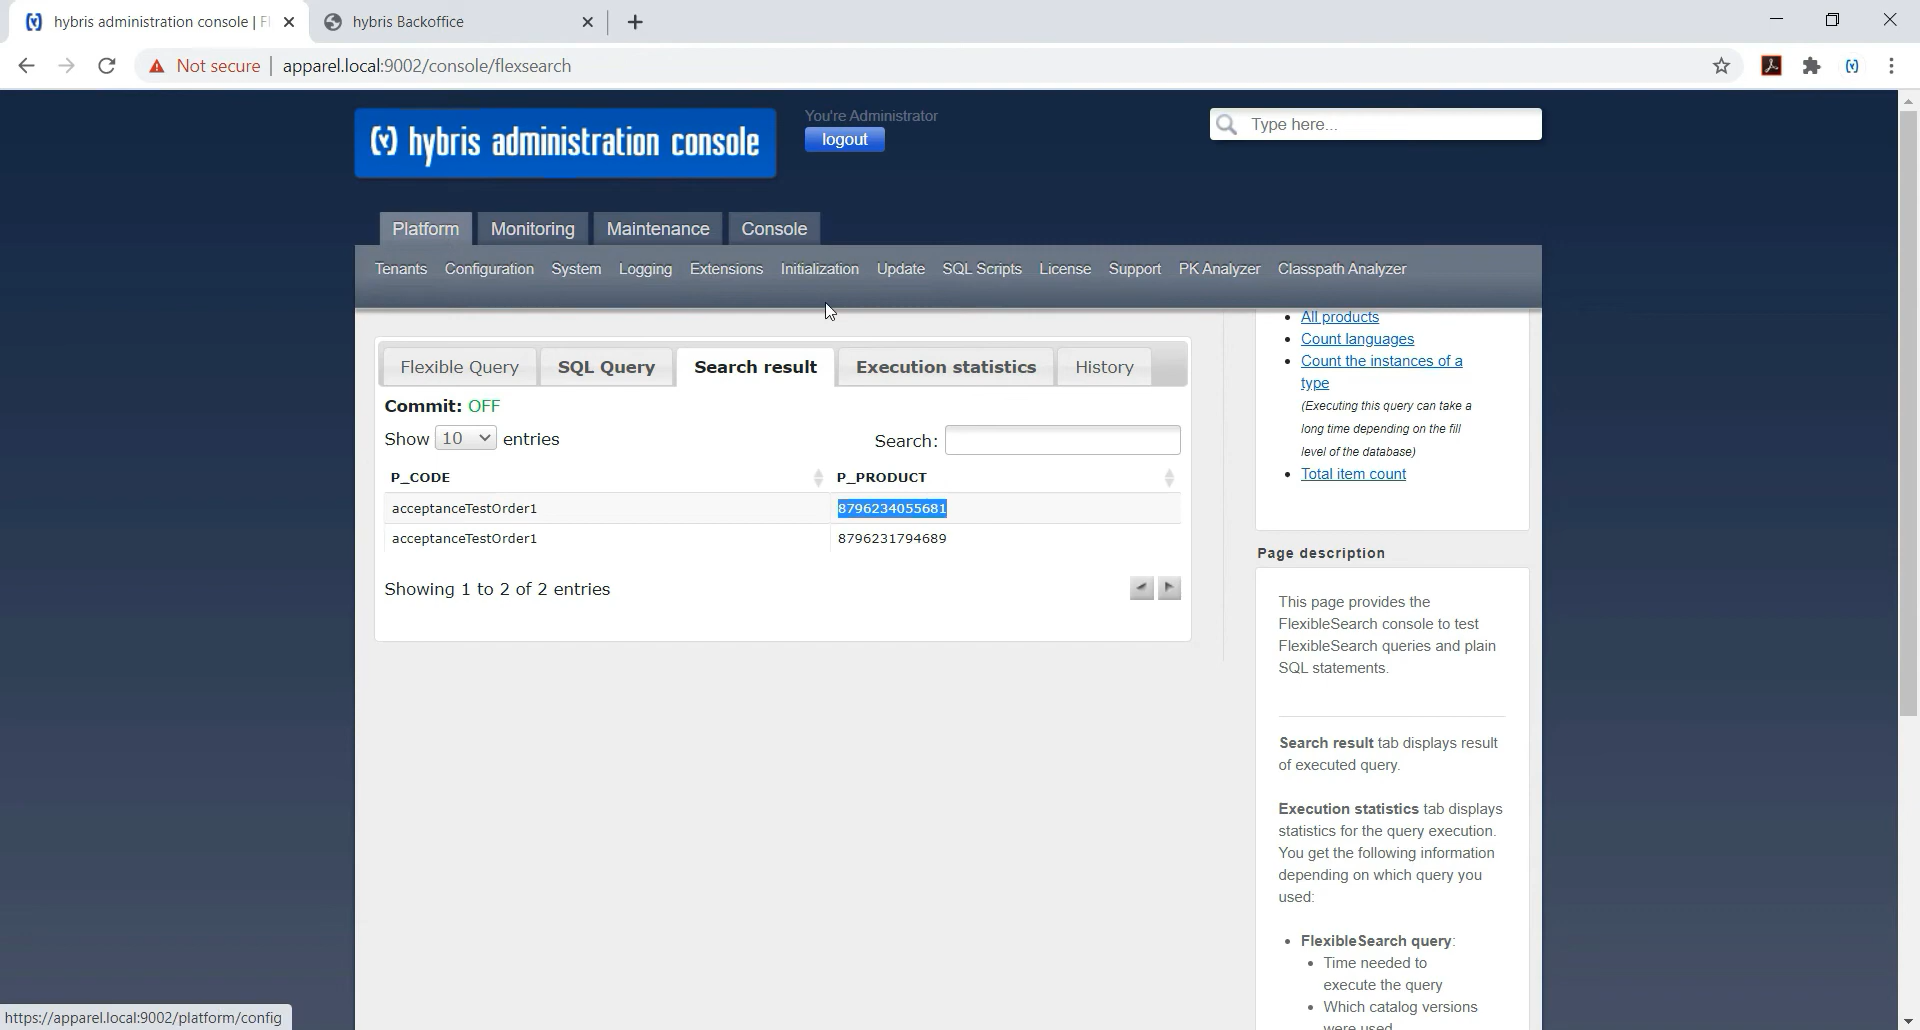 hybris administration console | Fl
hybris Backoffice
Not secure
apparel.local:9002/console/flexsearch
(y) hybris administration console
You're Administrator
logout
Type here...
Platform
Monitoring
Maintenance
Console
Tenants
Configuration
System
Logging
Extensions
Initialization
Update
SQL Scripts
License
Support
PK Analyzer
Classpath Analyzer
Flexible Query
SQL Query
Search result
Execution statistics
History
Commit: OFF
Show 10 entries
Search:
P_CODE P_PRODUCT
acceptanceTestOrder1 8796234055681
acceptanceTestOrder1 8796231794689
Showing 1 to 2 of 2 entries
All products
Count languages
Count the instances of a
type
(Executing this query can take a
long time depending on the fill
level of the database)
Total item count
Page description
This page provides the
FlexibleSearch console to test
FlexibleSearch queries and plain
SQL statements.
Search result tab displays result
of executed query.
Execution statistics tab displays
statistics for the query execution.
You get the following information
depending on which query you
used:
FlexibleSearch query:
Time needed to
execute the query
Which catalog versions
were used
https://apparel.local:9002/platform/config